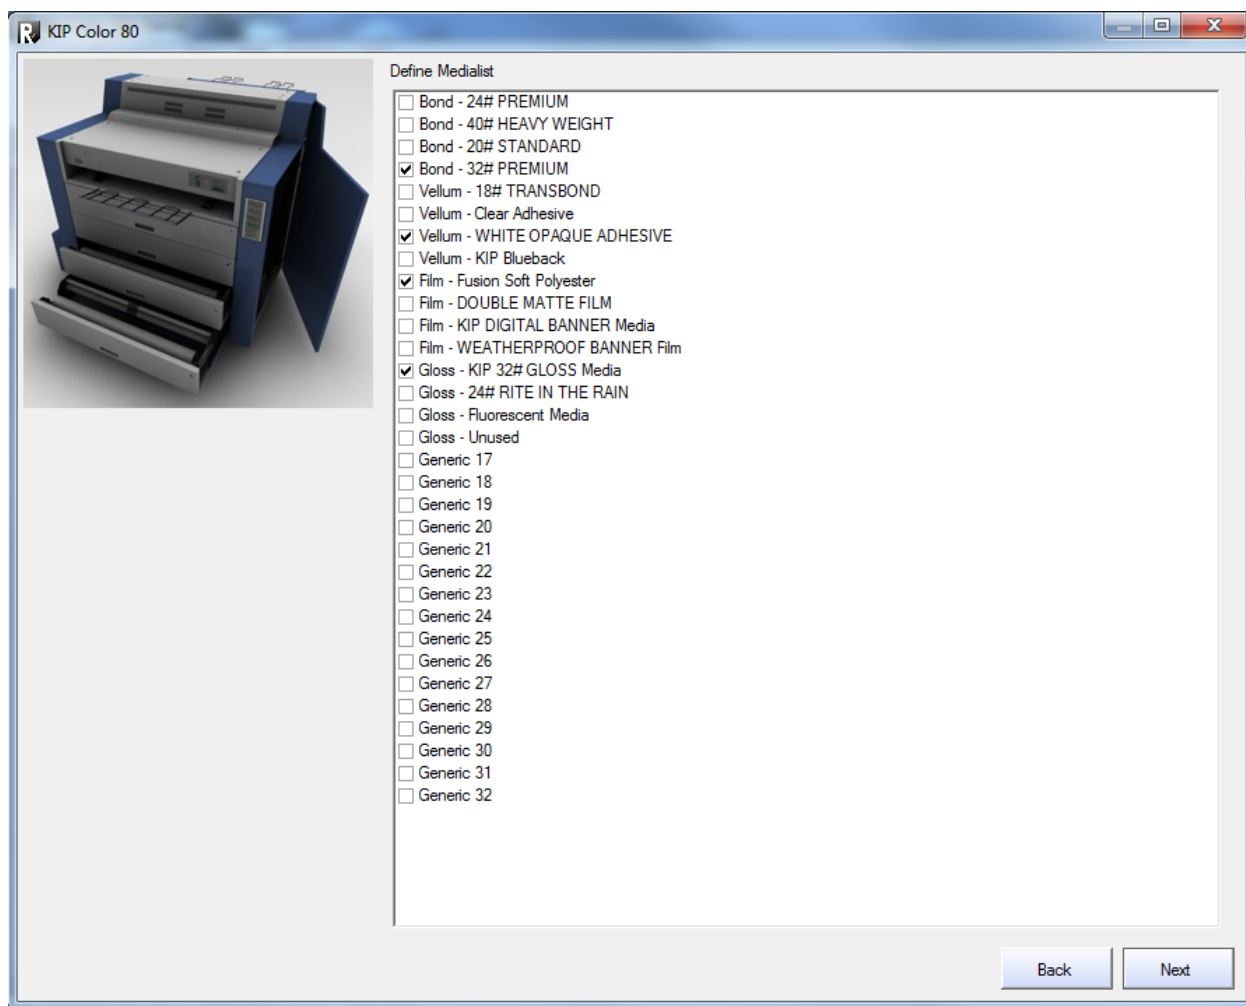 KIP Color 80
Define Medialist
Bond - 24# PREMIUM
Bond - 40# HEAVY WEIGHT
Bond - 20# STANDARD
Bond - 32# PREMIUM
Vellum - 18# TRANSBOND
Vellum - Clear Adhesive
Vellum - WHITE OPAQUE ADHESIVE
Vellum - KIP Blueback
Film - Fusion Soft Polyester
Film - DOUBLE MATTE FILM
Film - KIP DIGITAL BANNER Media
Film - WEATHERPROOF BANNER Film
Gloss - KIP 32# GLOSS Media
Gloss - 24# RITE IN THE RAIN
Gloss - Fluorescent Media
Gloss - Unused
Generic 17
Generic 18
Generic 19
Generic 20
Generic 21
Generic 22
Generic 23
Generic 24
Generic 25
Generic 26
Generic 27
Generic 28
Generic 29
Generic 30
Generic 31
Generic 32
Back
Next